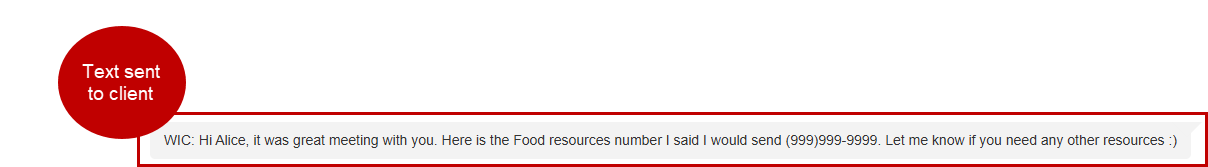 Text sent
to client
WIC: Hi Alice, it was great meeting with you. Here is the Food resources number I said I would send (999)999-9999. Let me know if you need any other resources :)